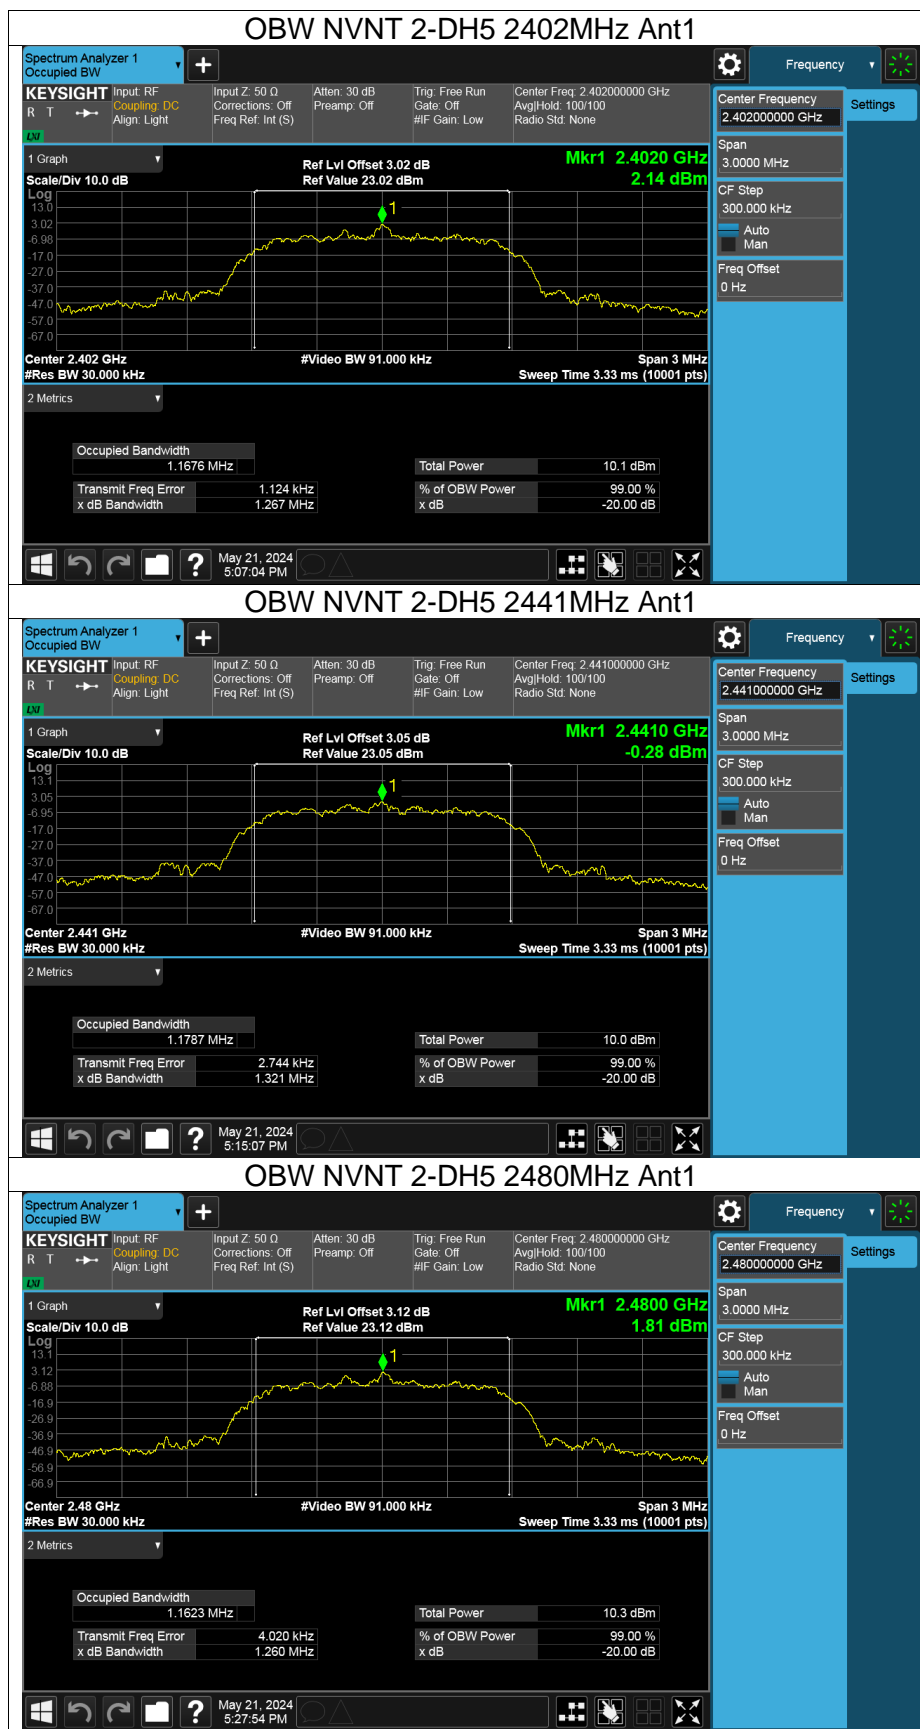 OBW NVNT 2-DH5 2402MHz Ant1
Spectrum Analyzer 1
Occupied BW
Frequency
KEYSIGHT
R T
LXI
Input: RF
Coupling: DC
Align: Light
Input Z: 50 Ω
Corrections: Off
Freq Ref: Int (S)
Atten: 30 dB
Preamp: Off
Trig: Free Run
Gate: Off
#IF Gain: Low
Center Freq: 2.402000000 GHz
Avg|Hold: 100/100
Radio Std: None
Center Frequency
2.402000000 GHz
Settings
Span
3.0000 MHz
CF Step
300.000 kHz
Auto
Man
Freq Offset
0 Hz
1 Graph
Scale/Div 10.0 dB
Ref Lvl Offset 3.02 dB
Ref Value 23.02 dBm
Mkr1 2.4020 GHz
2.14 dBm
Log
13.0
3.02
-6.98
-17.0
-27.0
-37.0
-47.0
-57.0
-67.0
1
Center 2.402 GHz
#Video BW 91.000 kHz
Span 3 MHz
#Res BW 30.000 kHz
Sweep Time 3.33 ms (10001 pts)
2 Metrics
Occupied Bandwidth
1.1676 MHz
Total Power 10.1 dBm
Transmit Freq Error 1.124 kHz
% of OBW Power 99.00 %
x dB Bandwidth 1.267 MHz
x dB -20.00 dB
?
May 21, 2024
5:07:04 PM
OBW NVNT 2-DH5 2441MHz Ant1
Spectrum Analyzer 1
Occupied BW
Frequency
KEYSIGHT
R T
LXI
Input: RF
Coupling: DC
Align: Light
Input Z: 50 Ω
Corrections: Off
Freq Ref: Int (S)
Atten: 30 dB
Preamp: Off
Trig: Free Run
Gate: Off
#IF Gain: Low
Center Freq: 2.441000000 GHz
Avg|Hold: 100/100
Radio Std: None
Center Frequency
2.441000000 GHz
Settings
Span
3.0000 MHz
CF Step
300.000 kHz
Auto
Man
Freq Offset
0 Hz
1 Graph
Scale/Div 10.0 dB
Ref Lvl Offset 3.05 dB
Ref Value 23.05 dBm
Mkr1 2.4410 GHz
-0.28 dBm
Log
13.1
3.05
-6.95
-17.0
-27.0
-37.0
-47.0
-57.0
-67.0
1
Center 2.441 GHz
#Video BW 91.000 kHz
Span 3 MHz
#Res BW 30.000 kHz
Sweep Time 3.33 ms (10001 pts)
2 Metrics
Occupied Bandwidth
1.1787 MHz
Total Power 10.0 dBm
Transmit Freq Error 2.744 kHz
% of OBW Power 99.00 %
x dB Bandwidth 1.321 MHz
x dB -20.00 dB
?
May 21, 2024
5:15:07 PM
OBW NVNT 2-DH5 2480MHz Ant1
Spectrum Analyzer 1
Occupied BW
Frequency
KEYSIGHT
R T
LXI
Input: RF
Coupling: DC
Align: Light
Input Z: 50 Ω
Corrections: Off
Freq Ref: Int (S)
Atten: 30 dB
Preamp: Off
Trig: Free Run
Gate: Off
#IF Gain: Low
Center Freq: 2.480000000 GHz
Avg|Hold: 100/100
Radio Std: None
Center Frequency
2.480000000 GHz
Settings
Span
3.0000 MHz
CF Step
300.000 kHz
Auto
Man
Freq Offset
0 Hz
1 Graph
Scale/Div 10.0 dB
Ref Lvl Offset 3.12 dB
Ref Value 23.12 dBm
Mkr1 2.4800 GHz
1.81 dBm
Log
13.1
3.12
-6.88
-16.9
-26.9
-36.9
-46.9
-56.9
-66.9
1
Center 2.48 GHz
#Video BW 91.000 kHz
Span 3 MHz
#Res BW 30.000 kHz
Sweep Time 3.33 ms (10001 pts)
2 Metrics
Occupied Bandwidth
1.1623 MHz
Total Power 10.3 dBm
Transmit Freq Error 4.020 kHz
% of OBW Power 99.00 %
x dB Bandwidth 1.260 MHz
x dB -20.00 dB
?
May 21, 2024
5:27:54 PM